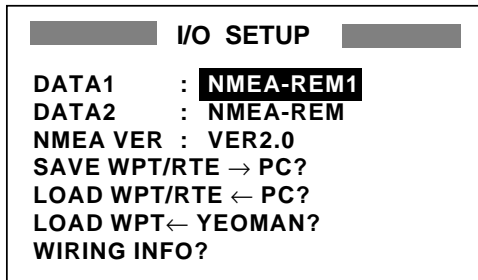 I/O SETUP
DATA1 : NMEA-REM1
DATA2 : NMEA-REM
NMEA VER : VER2.0
SAVE WPT/RTE → PC?
LOAD WPT/RTE ← PC?
LOAD WPT← YEOMAN?
WIRING INFO?